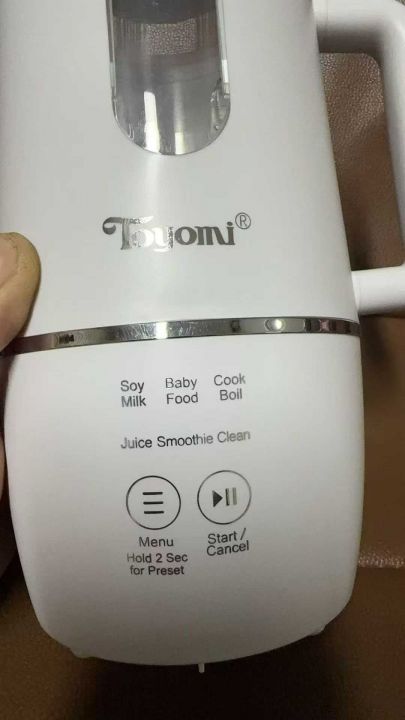 Toyomi®
Soy Baby Cook
Milk Food Boil
Juice Smoothie Clean
Menu Start /
Hold 2 Sec Cancel
for Preset